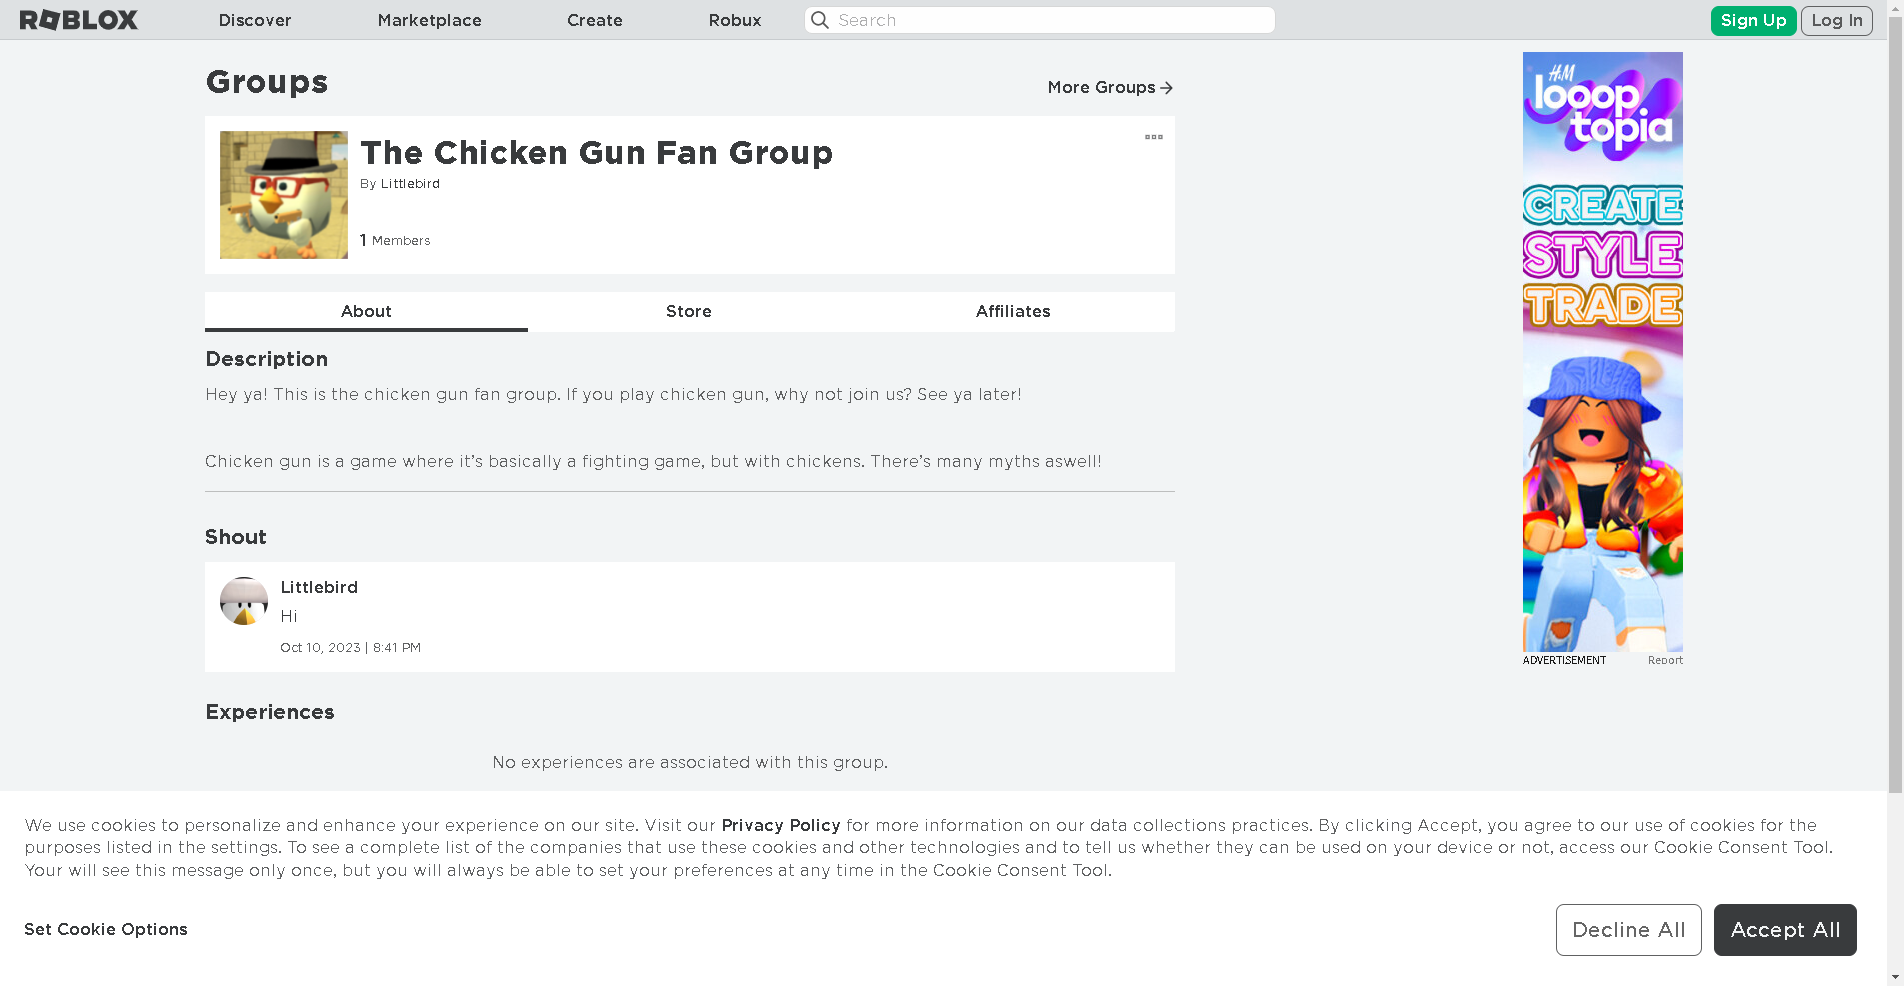 ROBLOX Discover Marketplace Create Robux Search Sign Up Log In
Groups
More Groups
The Chicken Gun Fan Group
By Littlebird
1 Members
About Store Affiliates
Description
Hey ya! This is the chicken gun fan group. If you play chicken gun, why not join us? See ya later!
Chicken gun is a game where it's basically a fighting game, but with chickens. There's many myths aswell!
Shout
Littlebird
Hi
Oct 10, 2023 | 8:41 PM
Experiences
No experiences are associated with this group.
H&M
looop
topia
CREATE
STYLE
TRADE
ADVERTISEMENT Report
We use cookies to personalize and enhance your experience on our site. Visit our Privacy Policy for more information on our data collections practices. By clicking Accept, you agree to our use of cookies for the
purposes listed in the settings. To see a complete list of the companies that use these cookies and other technologies and to tell us whether they can be used on your device or not, access our Cookie Consent Tool.
Your will see this message only once, but you will always be able to set your preferences at any time in the Cookie Consent Tool.
Set Cookie Options
Decline All
Accept All